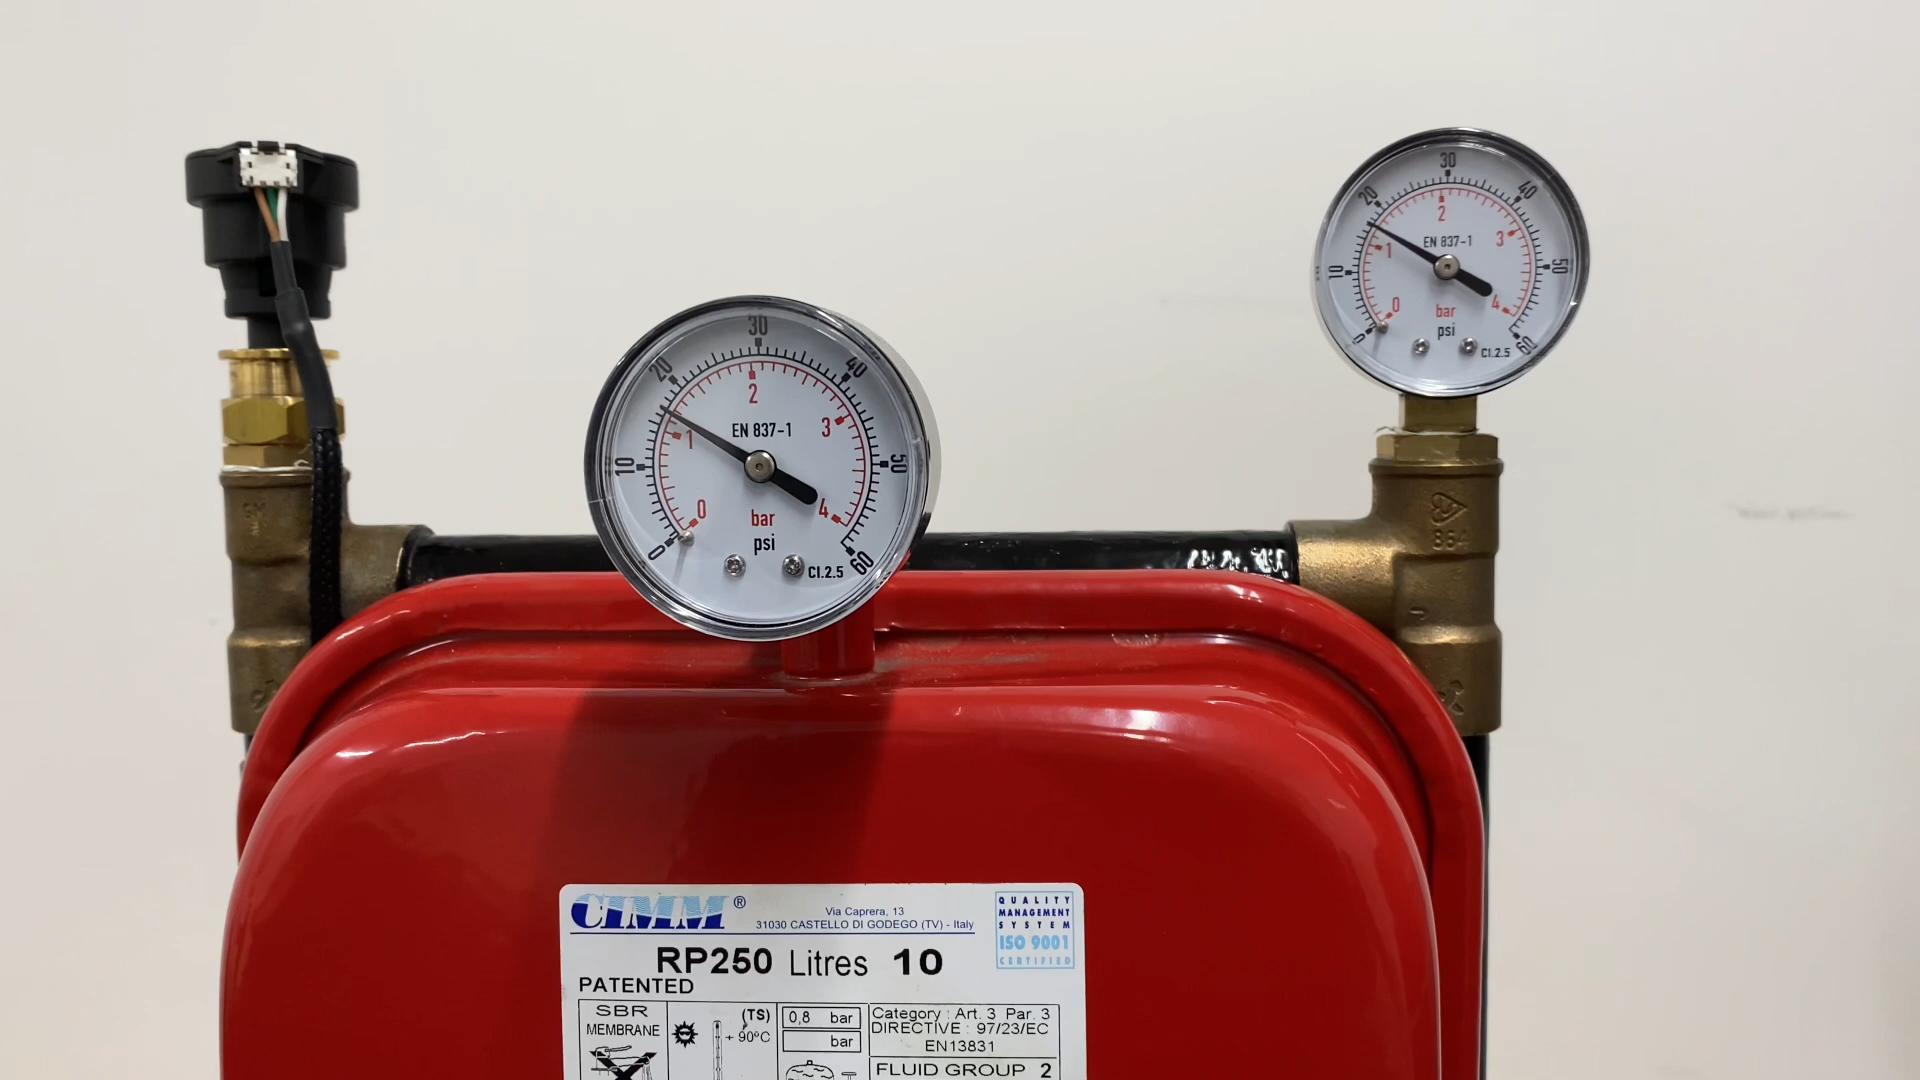 30
20
40
2
EN 837-1
1
3
10
50
0
4
bar
psi
0
60
Cl.2.5
30
20
40
2
EN 837-1
1
3
10
50
0
4
bar
psi
0
60
Cl.2.5
864
CIMM ®
Via Caprera, 13
31030 CASTELLO DI GODEGO (TV) - Italy
QUALITY
MANAGEMENT
SYSTEM
ISO 9001
CERTIFIED
RP250 Litres 10
PATENTED
SBR
MEMBRANE
(TS)
+ 90ºC
0,8 bar
bar
Category : Art. 3 Par. 3
DIRECTIVE : 97/23/EC
EN13831
FLUID GROUP 2